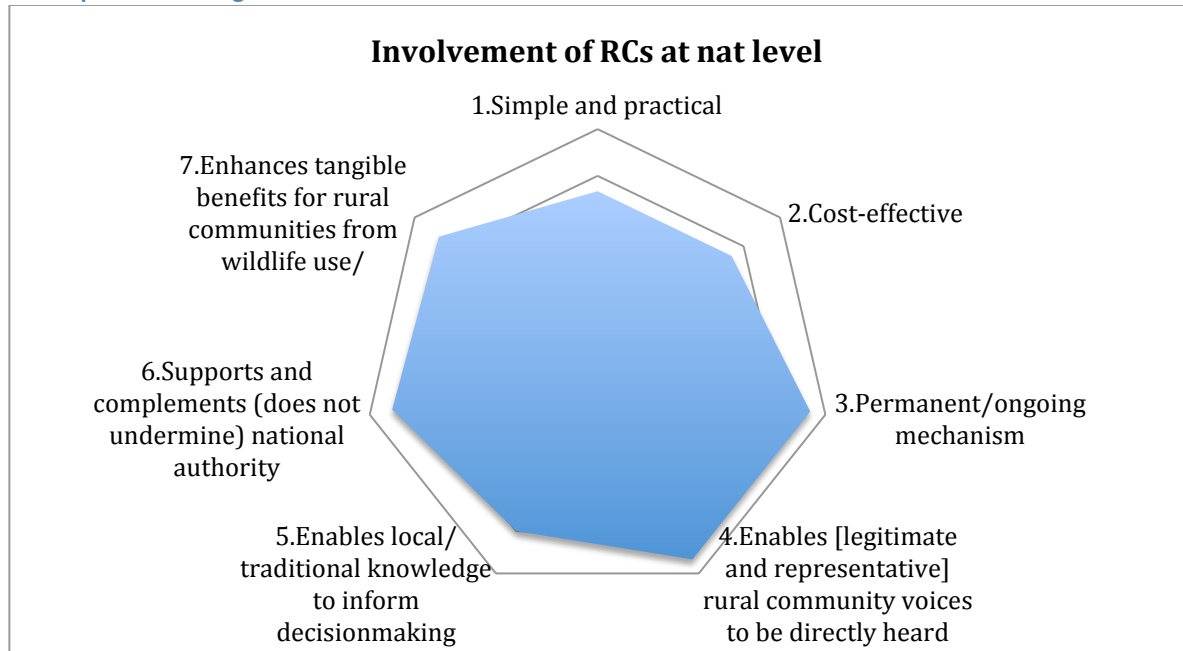 Involvement of RCs at nat level
1.Simple and practical
2.Cost-effective
3.Permanent/ongoing
mechanism
4.Enables [legitimate
and representative]
rural community voices
to be directly heard
5.Enables local/
traditional knowledge
to inform
decisionmaking
6.Supports and
complements (does not
undermine) national
authority
7.Enhances tangible
benefits for rural
communities from
wildlife use/